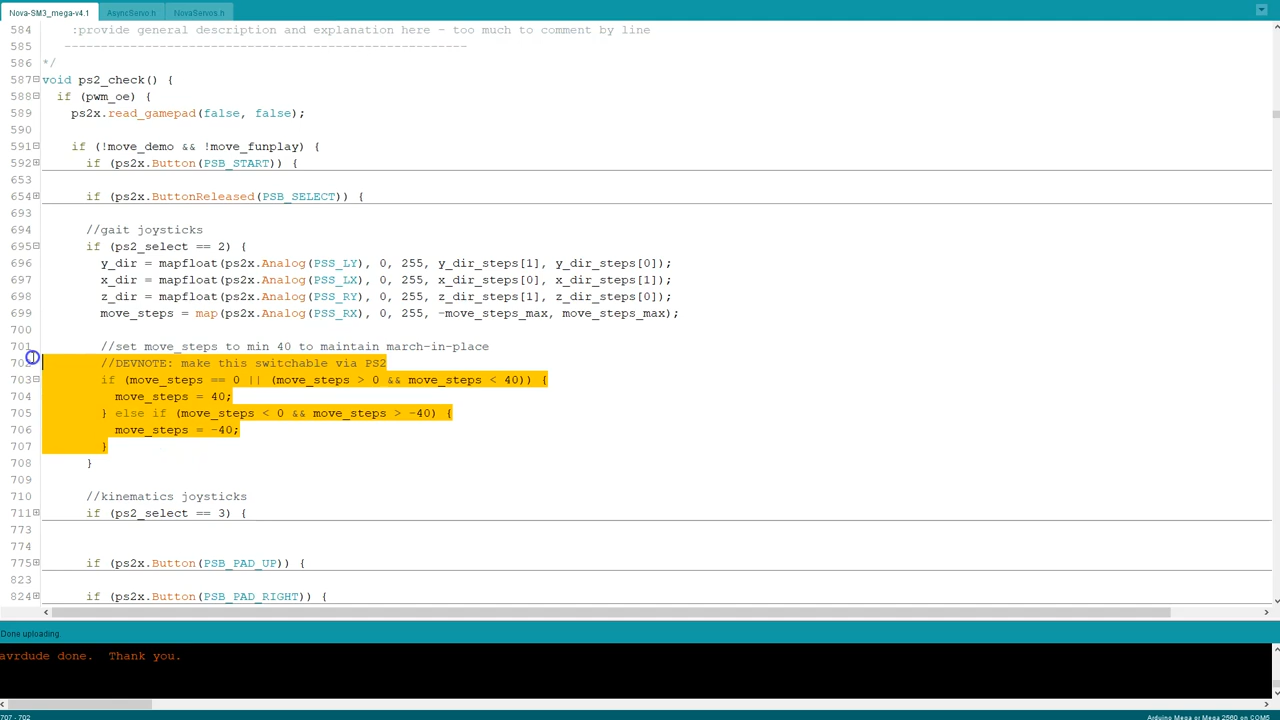 Nova-SM3_mega-v4.1 AsyncServo.h NovaServos.h
584 :provide general description and explanation here - too much to comment by line
585 -------------------------------------------------------
586 */
587 void ps2_check() {
588 if (pwm_oe) {
589 ps2x.read_gamepad(false, false);
590
591 if (!move_demo && !move_funplay) {
592 if (ps2x.Button(PSB_START)) {
653
654 if (ps2x.ButtonReleased(PSB_SELECT)) {
693
694 //gait joysticks
695 if (ps2_select == 2) {
696 y_dir = mapfloat(ps2x.Analog(PSS_LY), 0, 255, y_dir_steps[1], y_dir_steps[0]);
697 x_dir = mapfloat(ps2x.Analog(PSS_LX), 0, 255, x_dir_steps[0], x_dir_steps[1]);
698 z_dir = mapfloat(ps2x.Analog(PSS_RY), 0, 255, z_dir_steps[1], z_dir_steps[0]);
699 move_steps = map(ps2x.Analog(PSS_RX), 0, 255, -move_steps_max, move_steps_max);
700
701 //set move_steps to min 40 to maintain march-in-place
702 //DEVNOTE: make this switchable via PS2
703 if (move_steps == 0 || (move_steps > 0 && move_steps < 40)) {
704 move_steps = 40;
705 } else if (move_steps < 0 && move_steps > -40) {
706 move_steps = -40;
707 }
708 }
709
710 //kinematics joysticks
711 if (ps2_select == 3) {
773
774
775 if (ps2x.Button(PSB_PAD_UP)) {
823
824 if (ps2x.Button(PSB_PAD_RIGHT)) {
Done uploading
avrdude done.  Thank you.
707 - 702 Arduino Mega or Mega 2560 on COM5